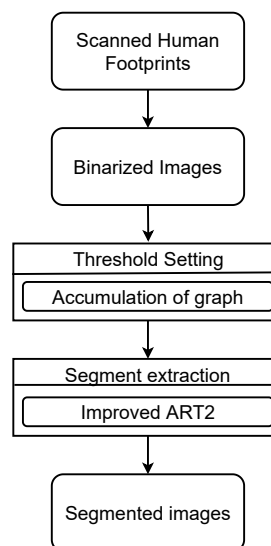 Scanned Human
Footprints
Binarized Images
Threshold Setting
Accumulation of graph
Segment extraction
Improved ART2
Segmented images